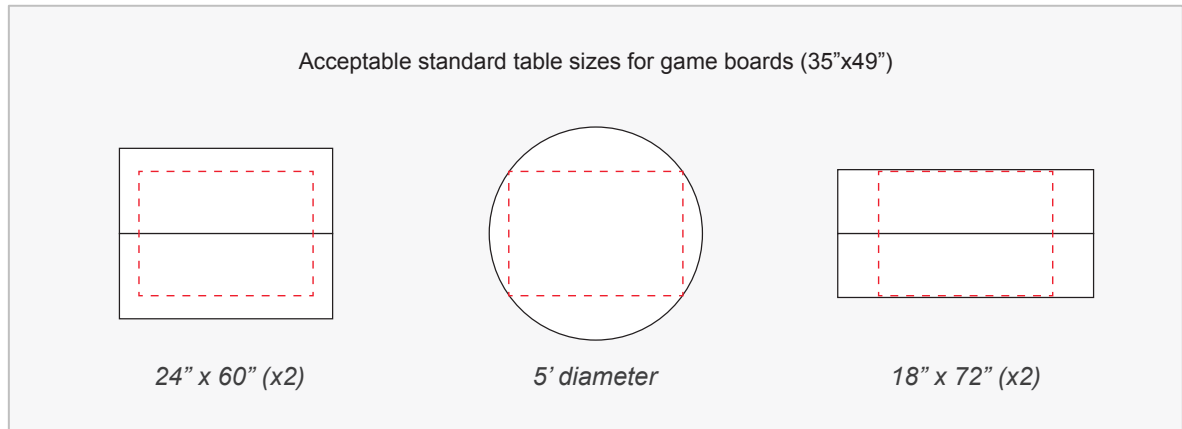 Acceptable standard table sizes for game boards (35”x49”)
24” x 60” (x2)
5’ diameter
18” x 72” (x2)